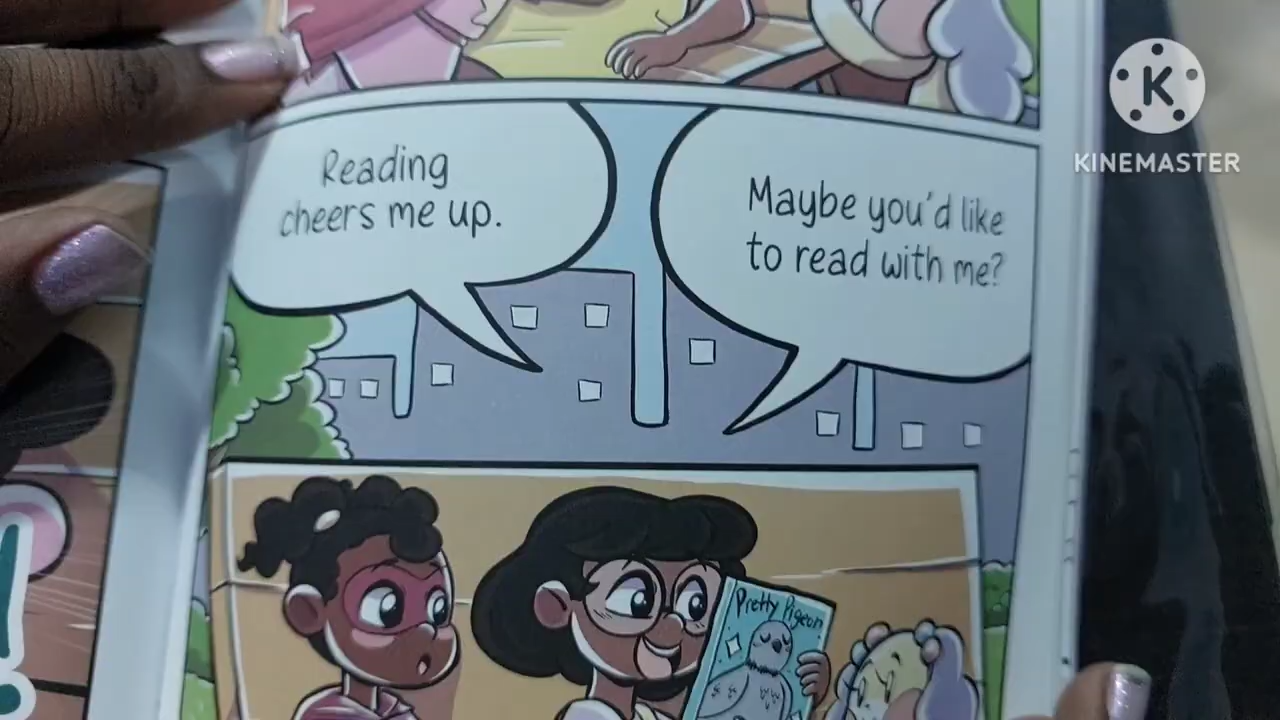 Reading
cheers me up.
Maybe you'd like
to read with me?
Pretty Pigeon
K
KINEMASTER
!